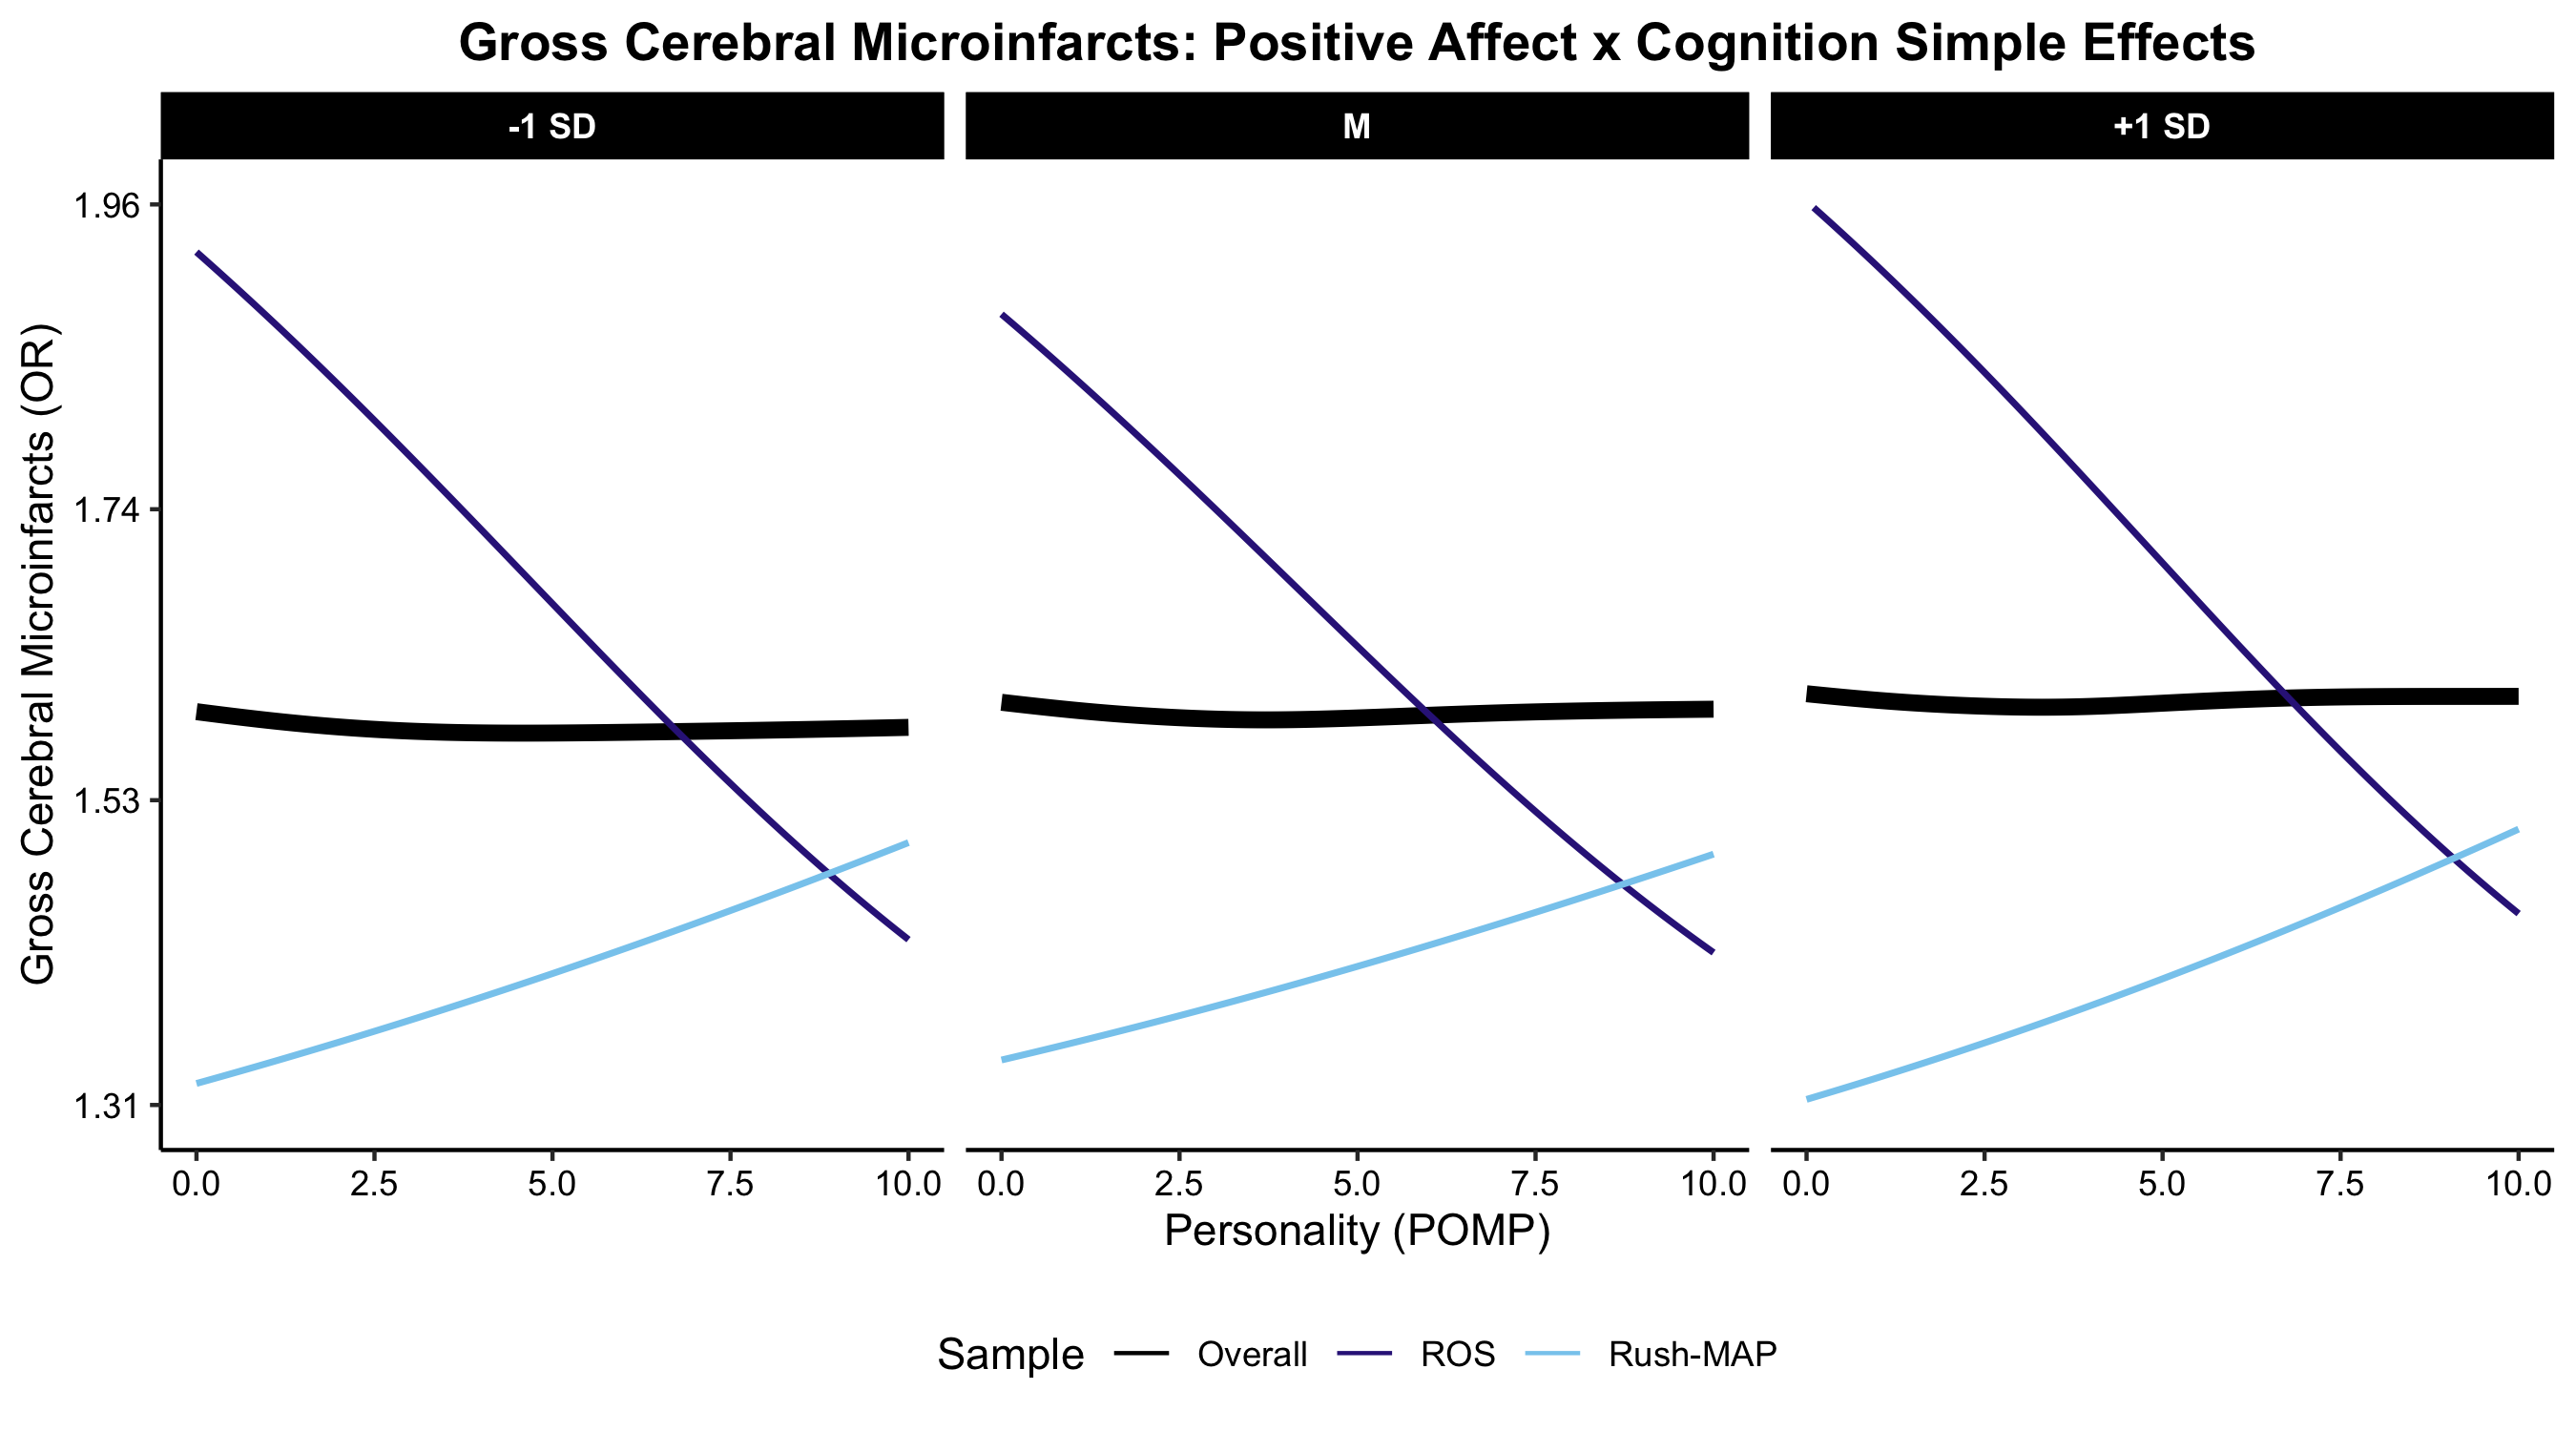 Gross Cerebral Microinfarcts: Positive Affect x Cognition Simple Effects
-1 SD
M
+1 SD
Gross Cerebral Microinfarcts (OR)
1.96
1.74
1.53
1.31
0.0 2.5 5.0 7.5 10.0
0.0 2.5 5.0 7.5 10.0
0.0 2.5 5.0 7.5 10.0
Personality (POMP)
Sample Overall ROS Rush-MAP